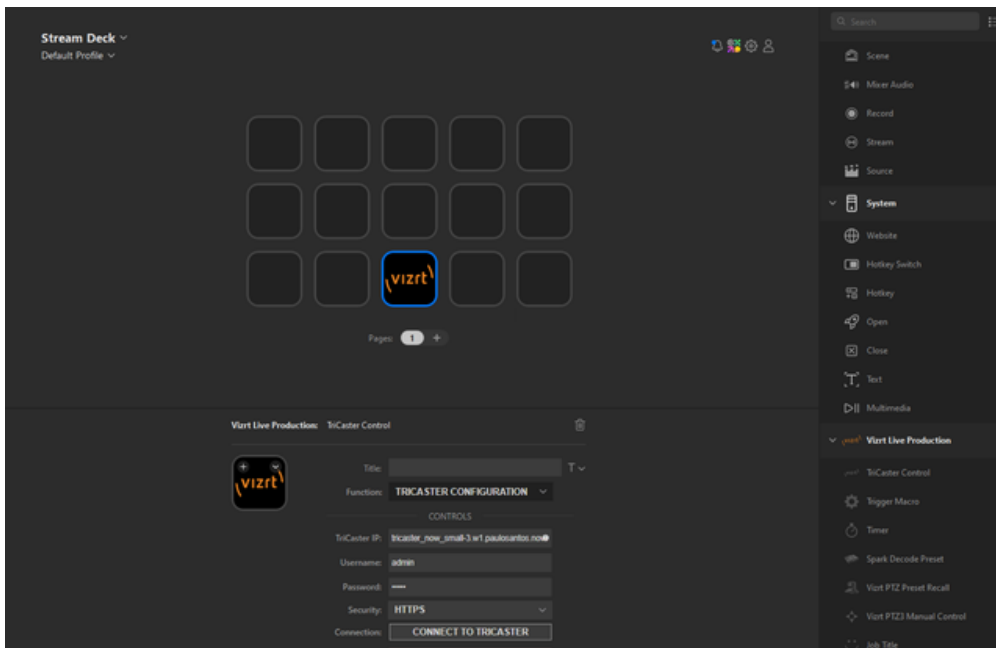 Stream Deck
Default Profile
vizrt
Pages: 1 +
Vizrt Live Production: TriCaster Control
vizrt
Title:
T
Function: TRICASTER CONFIGURATION
CONTROLS
TriCaster IP: tricaster_now_small-3.w1.paulosantos.now
Username: admin
Password:
Security: HTTPS
Connection: CONNECT TO TRICASTER
Search
Scene
Mixer Audio
Record
Stream
Source
System
Website
Hotkey Switch
Hotkey
Open
Close
Text
Multimedia
Vizrt Live Production
TriCaster Control
Trigger Macro
Timer
Spark Decode Preset
Vizrt PTZ Preset Recall
Vizrt PTZ3 Manual Control
Job Title